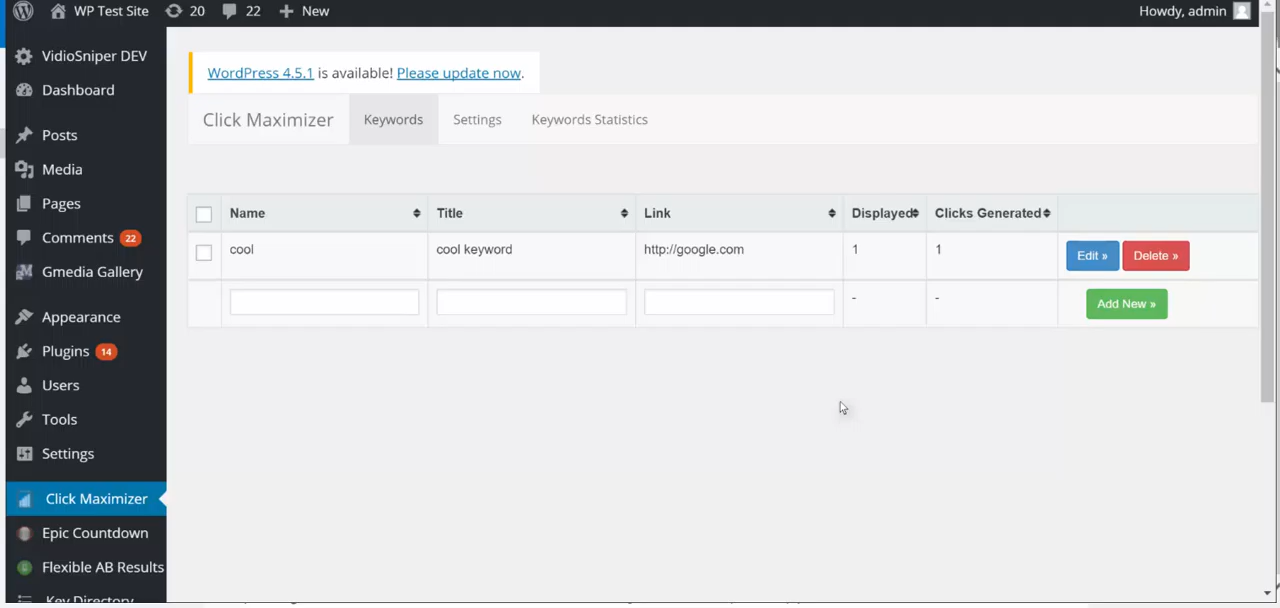 WP Test Site 20 22 New Howdy, admin
VidioSniper DEV
Dashboard
Posts
Media
Pages
Comments 22
Gmedia Gallery
Appearance
Plugins 14
Users
Tools
Settings
Click Maximizer
Epic Countdown
Flexible AB Results
Key Directory
WordPress 4.5.1 is available! Please update now.
Click Maximizer Keywords Settings Keywords Statistics
Name Title Link Displayed Clicks Generated
cool cool keyword http://google.com 1 1 Edit » Delete »
- - Add New »